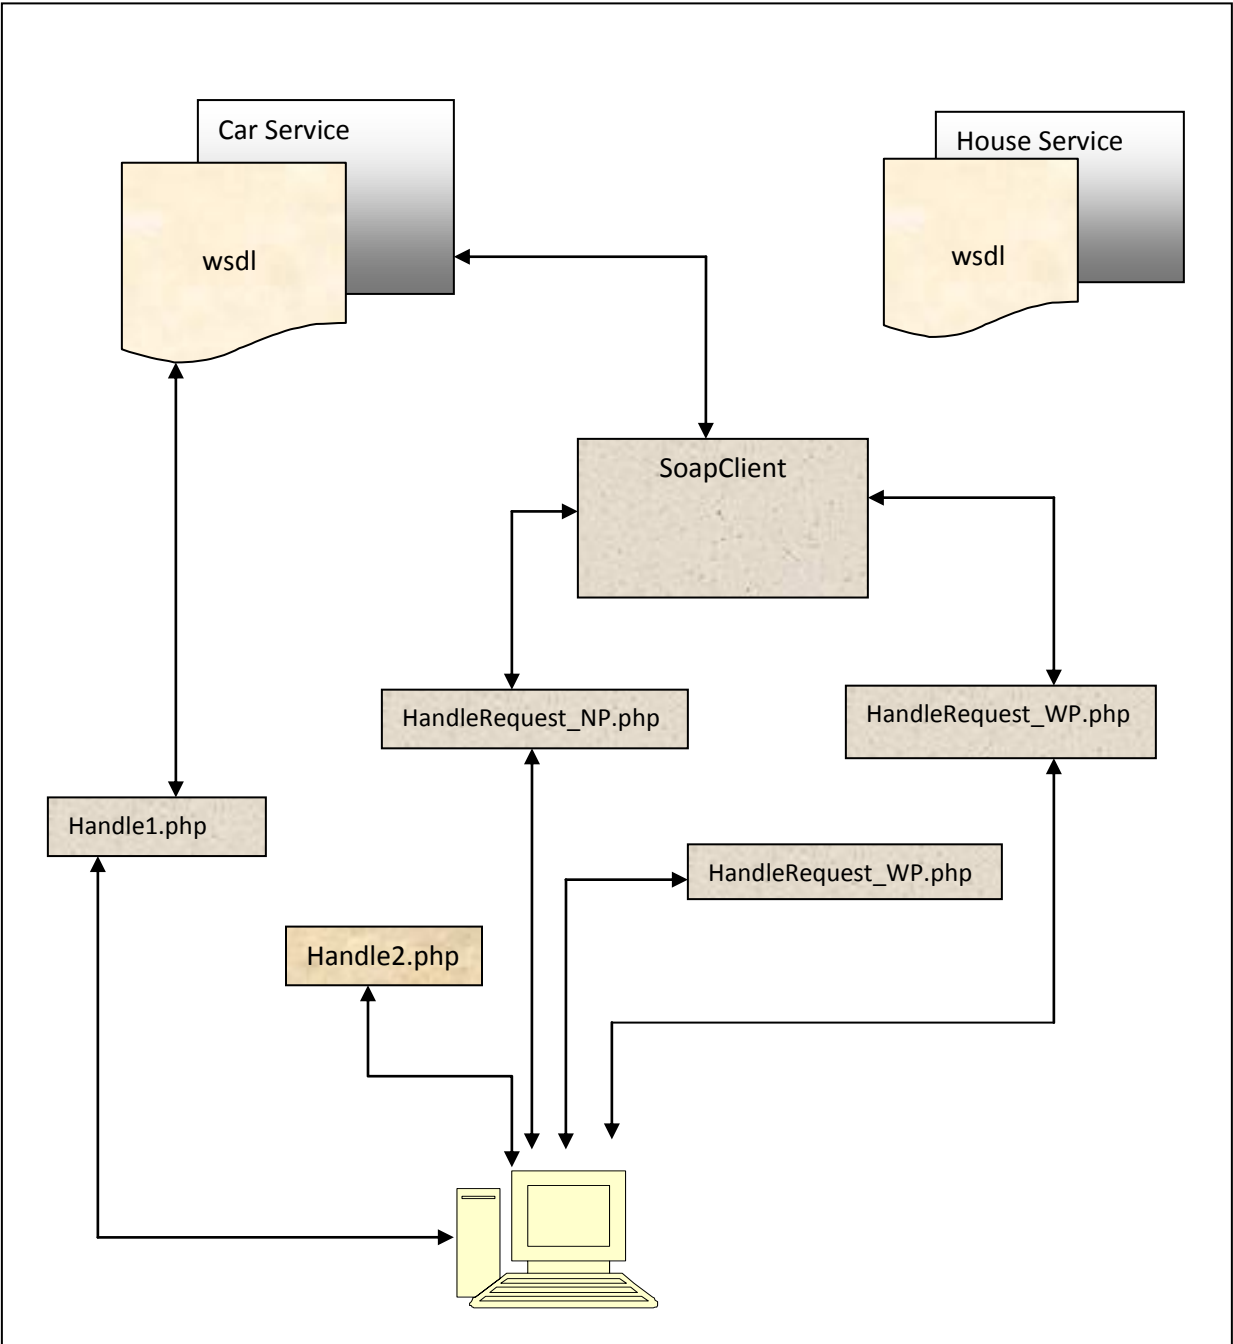 Car Service
House Service
wsdl
wsdl
SoapClient
HandleRequest_NP.php
HandleRequest_WP.php
Handle1.php
HandleRequest_WP.php
Handle2.php